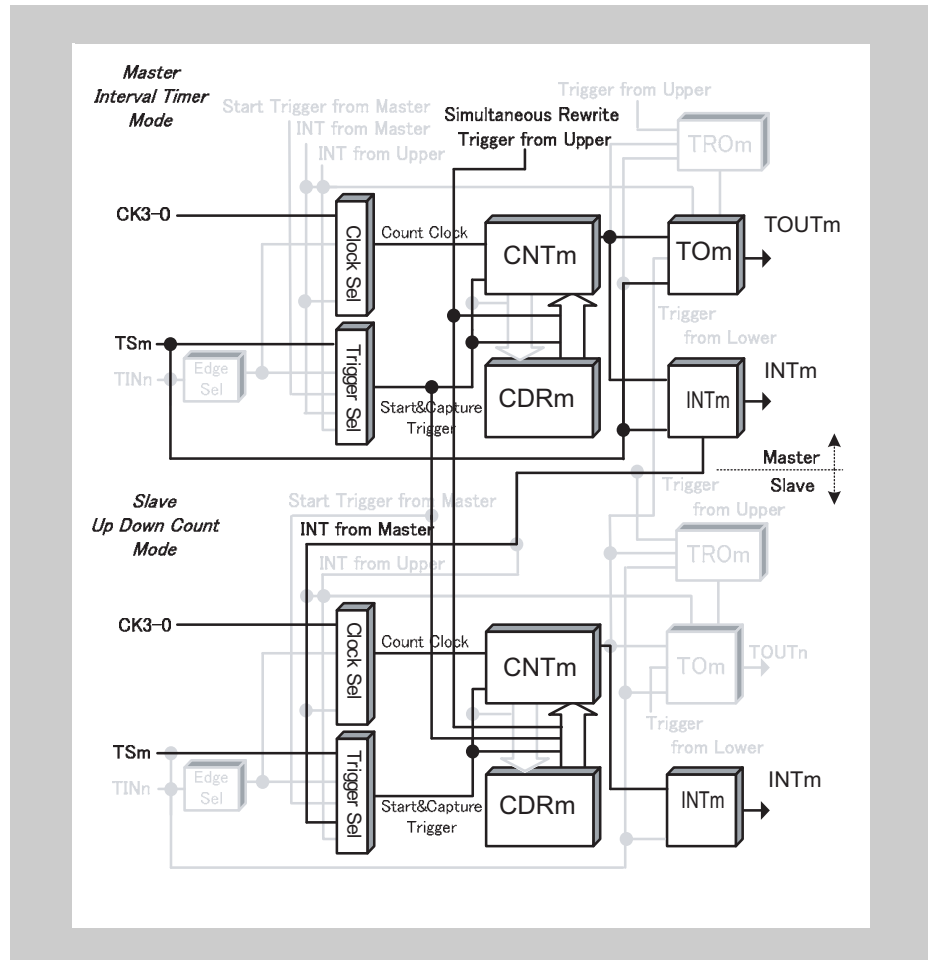 Master
Interval Timer
Mode
Start Trigger from Master
INT from Master
INT from Upper
Simultaneous Rewrite
Trigger from Upper
Trigger from Upper
TROm
CK3-0
Clock Sel
Count Clock
CNTm
TOm
TOUTm
Trigger
from Lower
TSm
TINn
Edge
Sel
Trigger Sel
Start&Capture
Trigger
CDRm
INTm
INTm
Master
Slave
Slave
Up Down Count
Mode
Start Trigger from Master
INT from Master
INT from Upper
Trigger
from Upper
TROm
CK3-0
Clock Sel
Count Clock
CNTm
TOm
TOUTn
Trigger
from Lower
TSm
TINn
Edge
Sel
Trigger Sel
Start&Capture
Trigger
CDRm
INTm
INTm